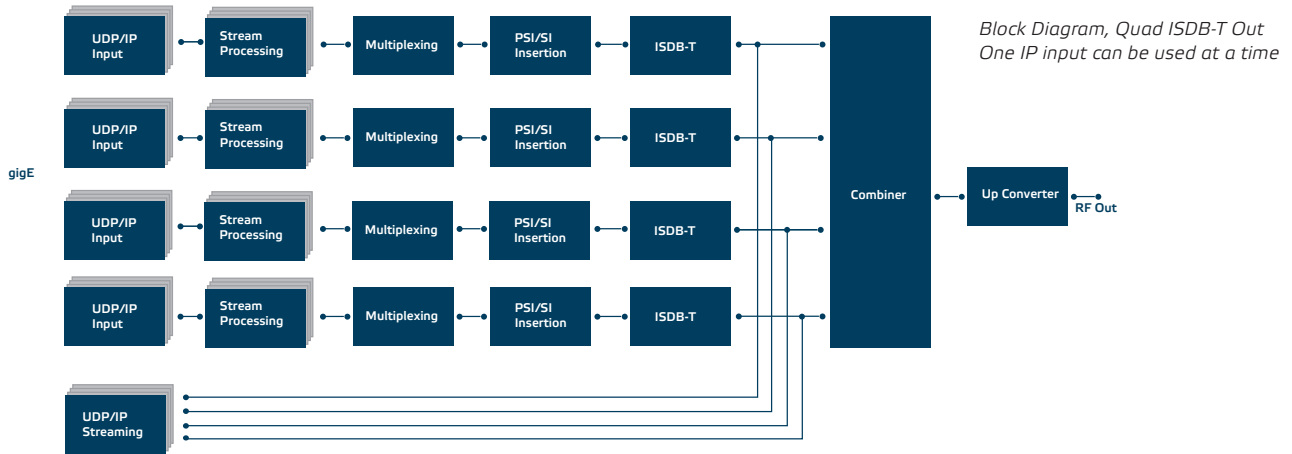 Block Diagram, Quad ISDB-T Out
One IP input can be used at a time
gigE
UDP/IP
Input
Stream
Processing
Multiplexing
PSI/SI
Insertion
ISDB-T
UDP/IP
Input
Stream
Processing
Multiplexing
PSI/SI
Insertion
ISDB-T
UDP/IP
Input
Stream
Processing
Multiplexing
PSI/SI
Insertion
ISDB-T
UDP/IP
Input
Stream
Processing
Multiplexing
PSI/SI
Insertion
ISDB-T
UDP/IP
Streaming
Combiner
Up Converter
RF Out